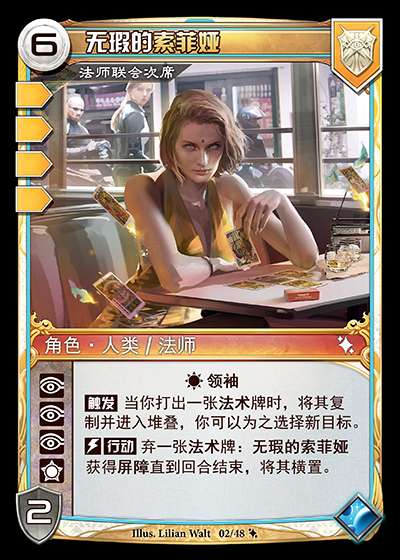 6
无瑕的索菲娅
法师联会次席
角色·人类/法师
领袖
触发 当你打出一张法术牌时，将其复
制并进入堆叠，你可以为之选择新目标。
行动 弃一张法术牌：无瑕的索菲娅
获得屏障直到回合结束，将其横置。
2
Illus. Lilian Walt 02/48